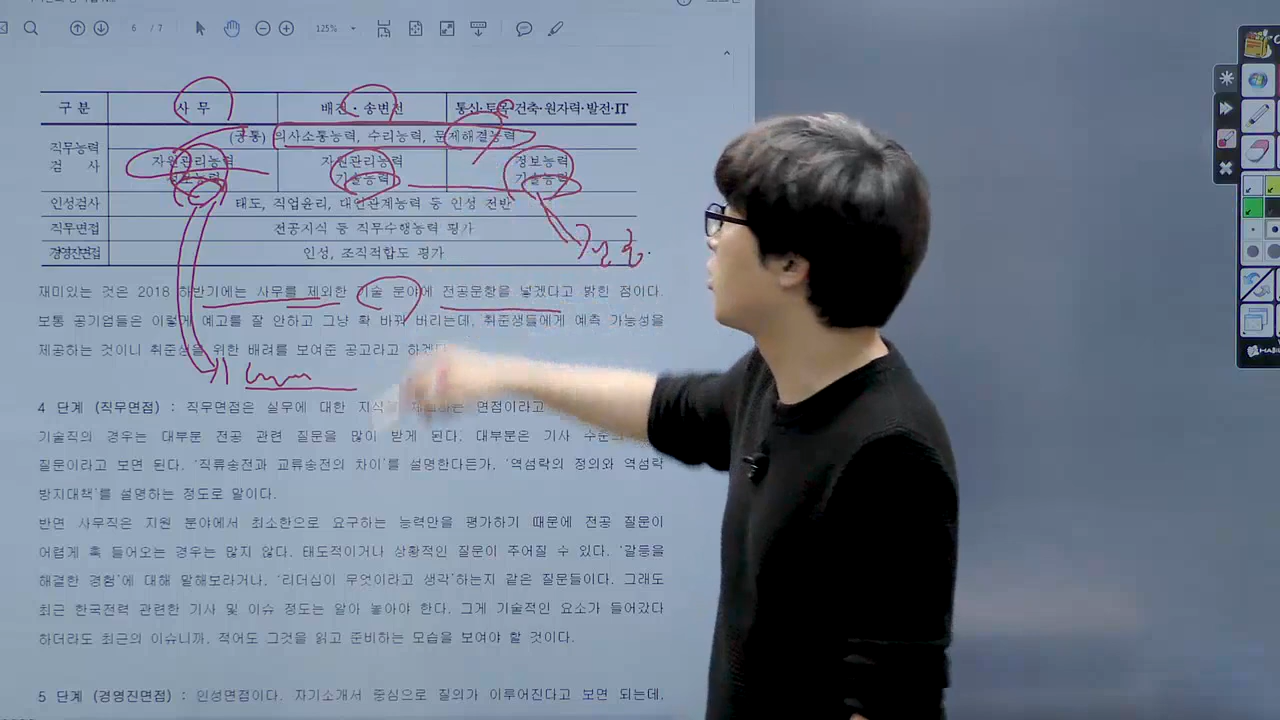 6 / 7
125%
구 분 사 무 배전·송변전 통신·토목·건축·원자력·발전·IT
직무능력 검 사 (공통) 의사소통능력, 수리능력, 문제해결능력
자원관리능력 자원관리능력 정보능력
정보능력 기술능력 기술능력
인성검사 태도, 직업윤리, 대인관계능력 등 인성 전반
직무면접 전공지식 등 직무수행능력 평가
경영진면접 인성, 조직적합도 평가
재미있는 것은 2018 하반기에는 사무를 제외한 기술 분야에 전공문항을 넣겠다고 밝힌 점이다.
보통 공기업들은 이렇게 예고를 잘 안하고 그냥 확 바꿔 버리는데, 취준생들에게 예측 가능성을
제공하는 것이니 취준생을 위한 배려를 보여준 공고라고 하겠다.
4 단계 (직무면접) : 직무면접은 실무에 대한 지식을 체크하는 면접이라고
기술직의 경우는 대부분 전공 관련 질문을 많이 받게 된다. 대부분은 기사 수준의
질문이라고 보면 된다. '직류송전과 교류송전의 차이'를 설명한다든가, '역섬락의 정의와 역섬락
방지대책'를 설명하는 정도로 말이다.
반면 사무직은 지원 분야에서 최소한으로 요구하는 능력만을 평가하기 때문에 전공 질문이
어렵게 훅 들어오는 경우는 많지 않다. 태도적이거나 상황적인 질문이 주어질 수 있다. '갈등을
해결한 경험'에 대해 말해보라거나, '리더십이 무엇이라고 생각'하는지 같은 질문들이다. 그래도
최근 한국전력 관련한 기사 및 이슈 정도는 알아 놓아야 한다. 그게 기술적인 요소가 들어갔다
하더라도 최근의 이슈니까, 적어도 그것을 읽고 준비하는 모습을 보여야 할 것이다.
5 단계 (경영진면접) : 인성면접이다. 자기소개서 중심으로 질의가 이루어진다고 보면 되는데,